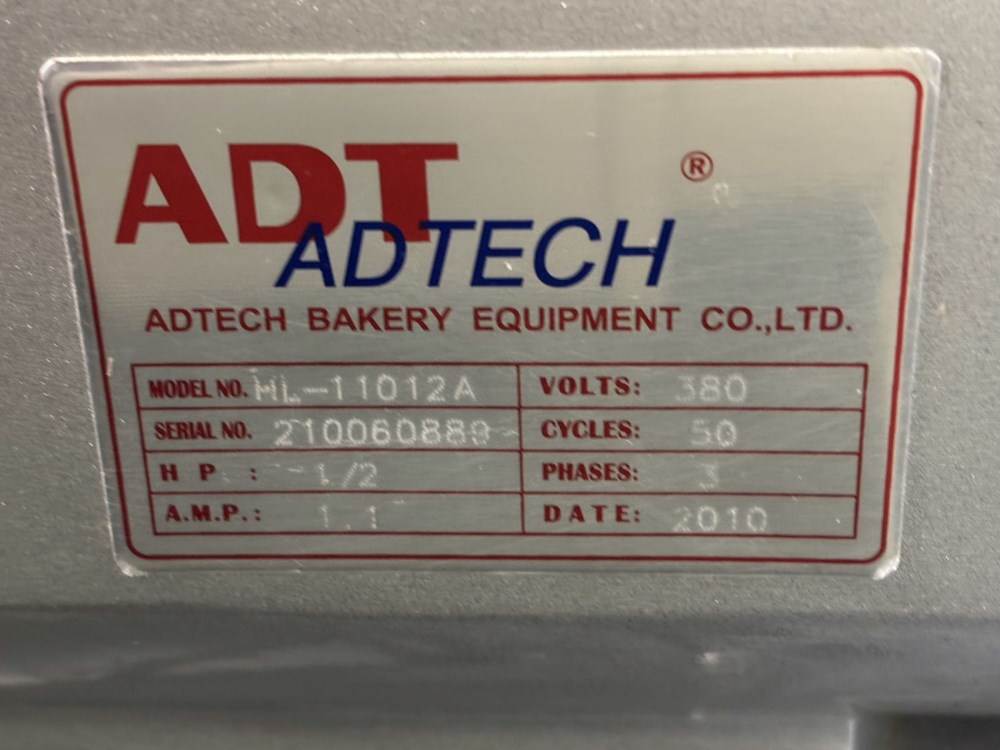 ADT ®
ADTECH
ADTECH BAKERY EQUIPMENT CO.,LTD.
MODEL NO. HL-11012A VOLTS: 380
SERIAL NO. 210060889 CYCLES: 50
H P : 1/2 PHASES: 3
A.M.P.: 1.1 DATE: 2010